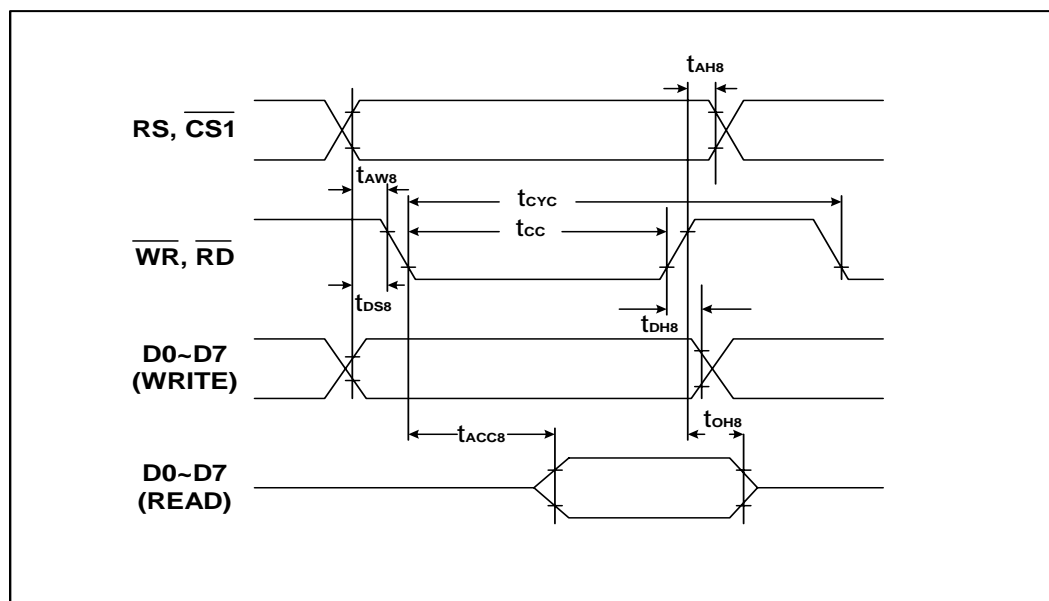 tAH8
RS, CS1
tAW8
tCYC
tCC
WR, RD
tDS8
tDH8
D0~D7
(WRITE)
tOH8
tACC8
D0~D7
(READ)